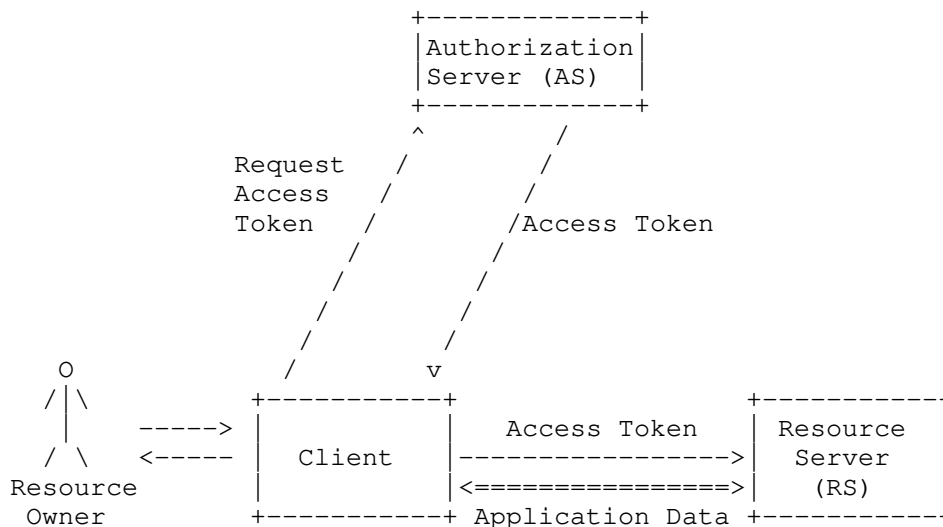 Authorization
Server (AS)
Request
Access
Token
Access Token
Access Token
Client
Resource
Server
(RS)
Resource
Owner
Application Data